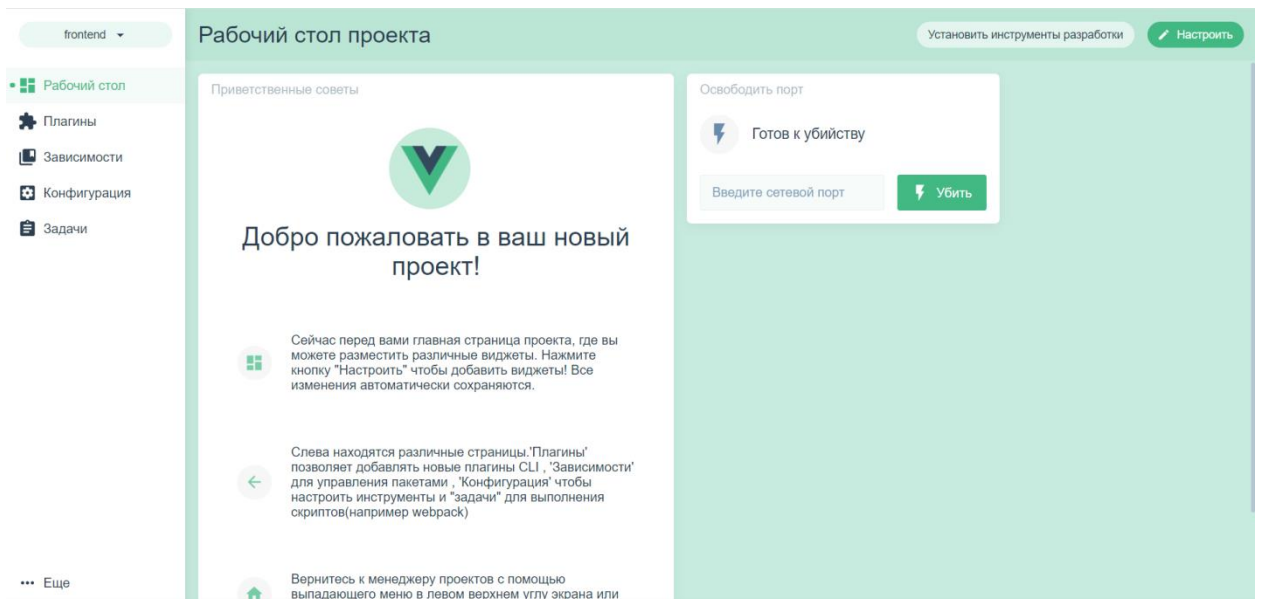 frontend
Рабочий стол проекта
Установить инструменты разработки
Настроить
Рабочий стол
Плагины
Зависимости
Конфигурация
Задачи
Еще
Приветственные советы
Добро пожаловать в ваш новый
проект!
Сейчас перед вами главная страница проекта, где вы
можете разместить различные виджеты. Нажмите
кнопку "Настроить" чтобы добавить виджеты! Все
изменения автоматически сохраняются.
Слева находятся различные страницы.'Плагины'
позволяет добавлять новые плагины CLI , 'Зависимости'
для управления пакетами , 'Конфигурация' чтобы
настроить инструменты и "задачи" для выполнения
скриптов(например webpack)
Вернитесь к менеджеру проектов с помощью
выпадающего меню в левом верхнем углу экрана или
Освободить порт
Готов к убийству
Введите сетевой порт
Убить